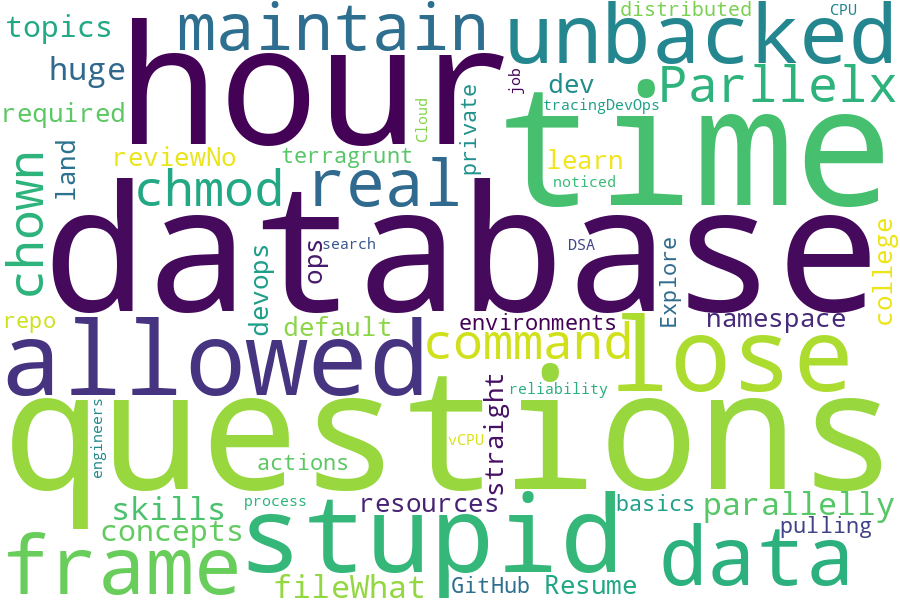 topics
maintain
distributed
CPU
unbacked
hour
huge
job
dev
Parllelx
required
Cloud
private
tracingDevOps
time
reviewNo
terragrunt
learn
land
chown
chmod
real
noticed
database
devops
ops
search
DSA
Explore
college
repo
default
environments
namespace
allowed
command
lose
questions
reliability
straight
vCPU
engineers
actions
skills
process
resources
basics
parallelly
concepts
stupid
pulling
frame
data
fileWhat
GitHub
Resume